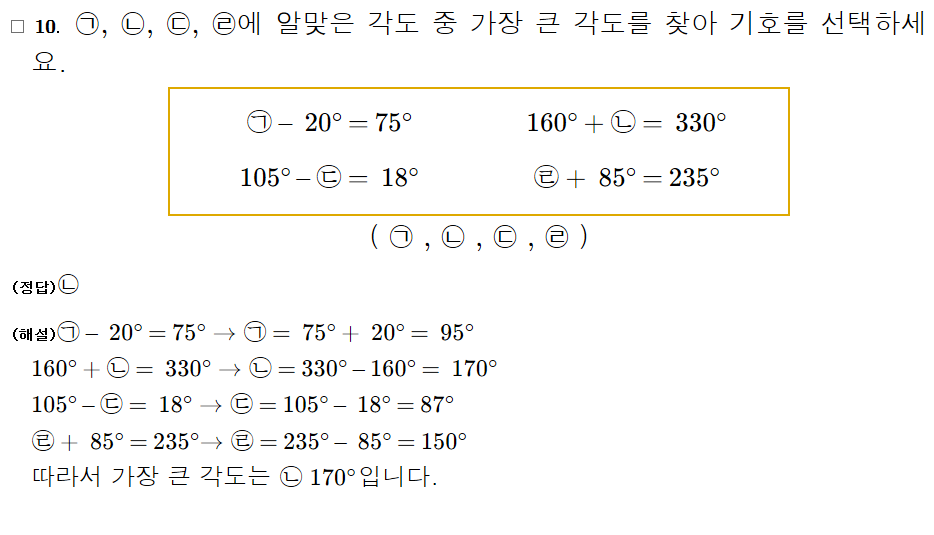 □ 10. ㉠, ㉡, ㉢, ㉣에 알맞은 각도 중 가장 큰 각도를 찾아 기호를 선택하세
요.
㉠ – 20° = 75° 160° + ㉡ = 330°
105° – ㉢ = 18° ㉣ + 85° = 235°
( ㉠ , ㉡ , ㉢ , ㉣ )
(정답)㉡
(해설)㉠ – 20° = 75° → ㉠ = 75° + 20° = 95°
160° + ㉡ = 330° → ㉡ = 330° – 160° = 170°
105° – ㉢ = 18° → ㉢ = 105° – 18° = 87°
㉣ + 85° = 235° → ㉣ = 235° – 85° = 150°
따라서 가장 큰 각도는 ㉡ 170°입니다.